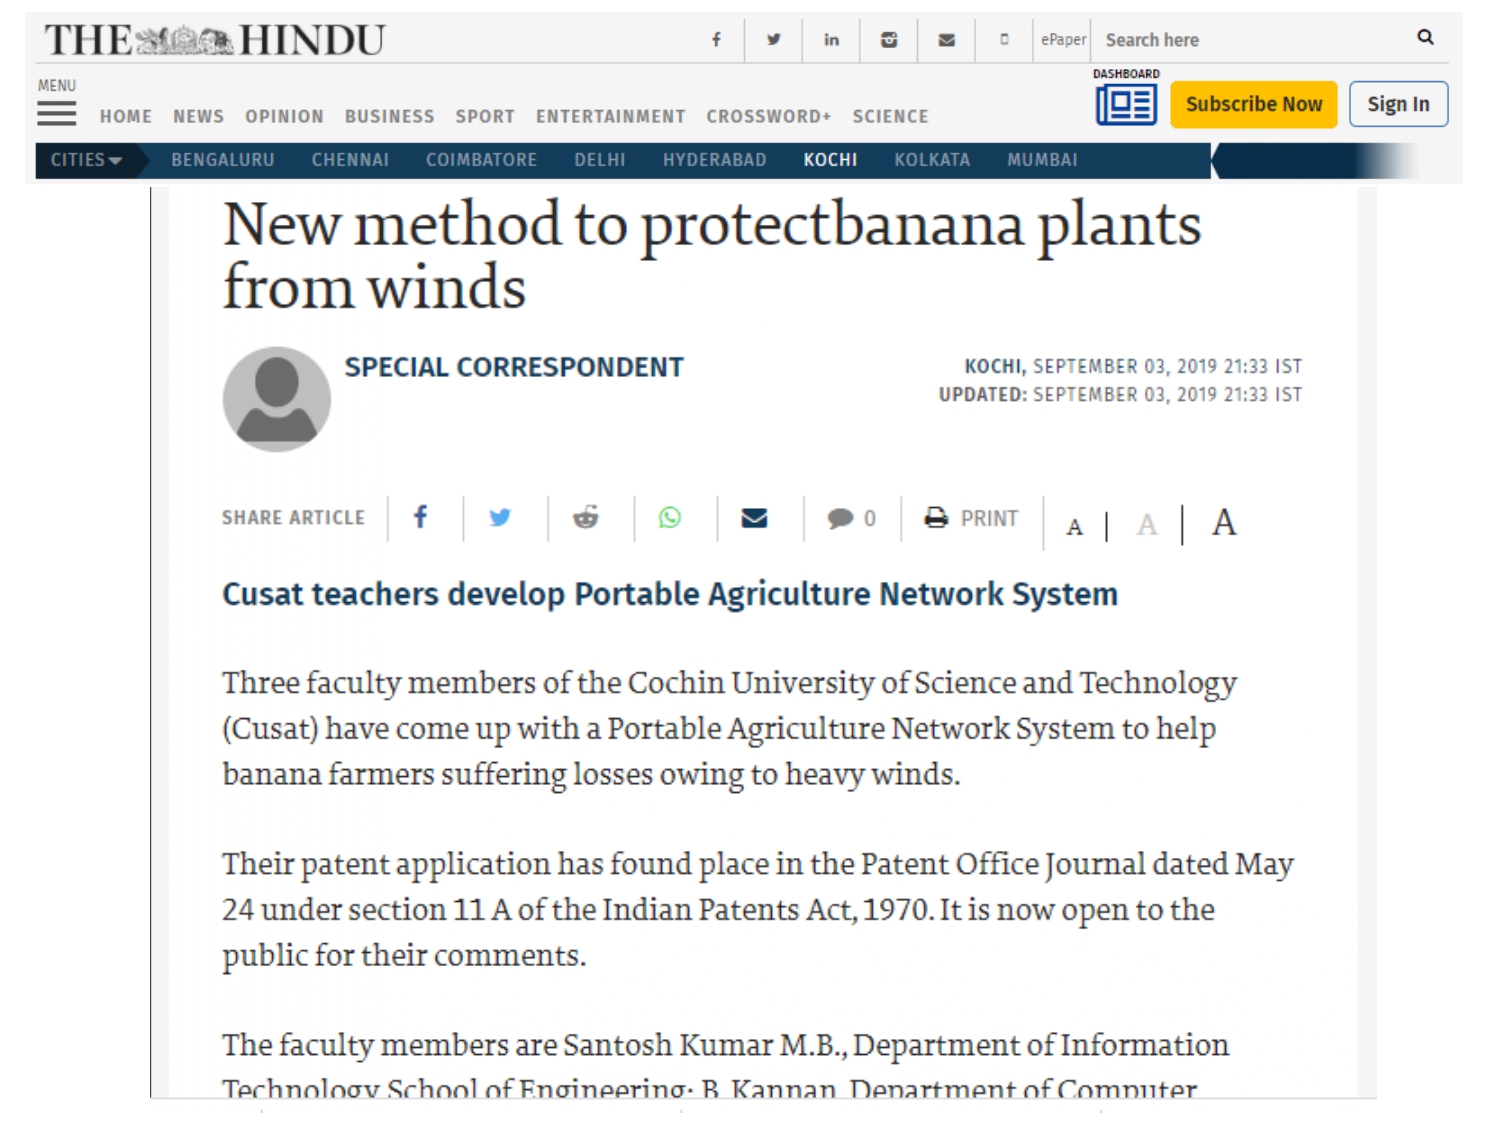 THE HINDU
ePaper Search here
MENU
DASHBOARD
HOME NEWS OPINION BUSINESS SPORT ENTERTAINMENT CROSSWORD+ SCIENCE
Subscribe Now Sign In
CITIES BENGALURU CHENNAI COIMBATORE DELHI HYDERABAD KOCHI KOLKATA MUMBAI
New method to protectbanana plants
from winds
SPECIAL CORRESPONDENT
KOCHI, SEPTEMBER 03, 2019 21:33 IST
UPDATED: SEPTEMBER 03, 2019 21:33 IST
SHARE ARTICLE 0 PRINT A | A | A
Cusat teachers develop Portable Agriculture Network System
Three faculty members of the Cochin University of Science and Technology
(Cusat) have come up with a Portable Agriculture Network System to help
banana farmers suffering losses owing to heavy winds.
Their patent application has found place in the Patent Office Journal dated May
24 under section 11 A of the Indian Patents Act, 1970. It is now open to the
public for their comments.
The faculty members are Santosh Kumar M.B., Department of Information
Technology School of Engineering; B. Kannan, Department of Computer